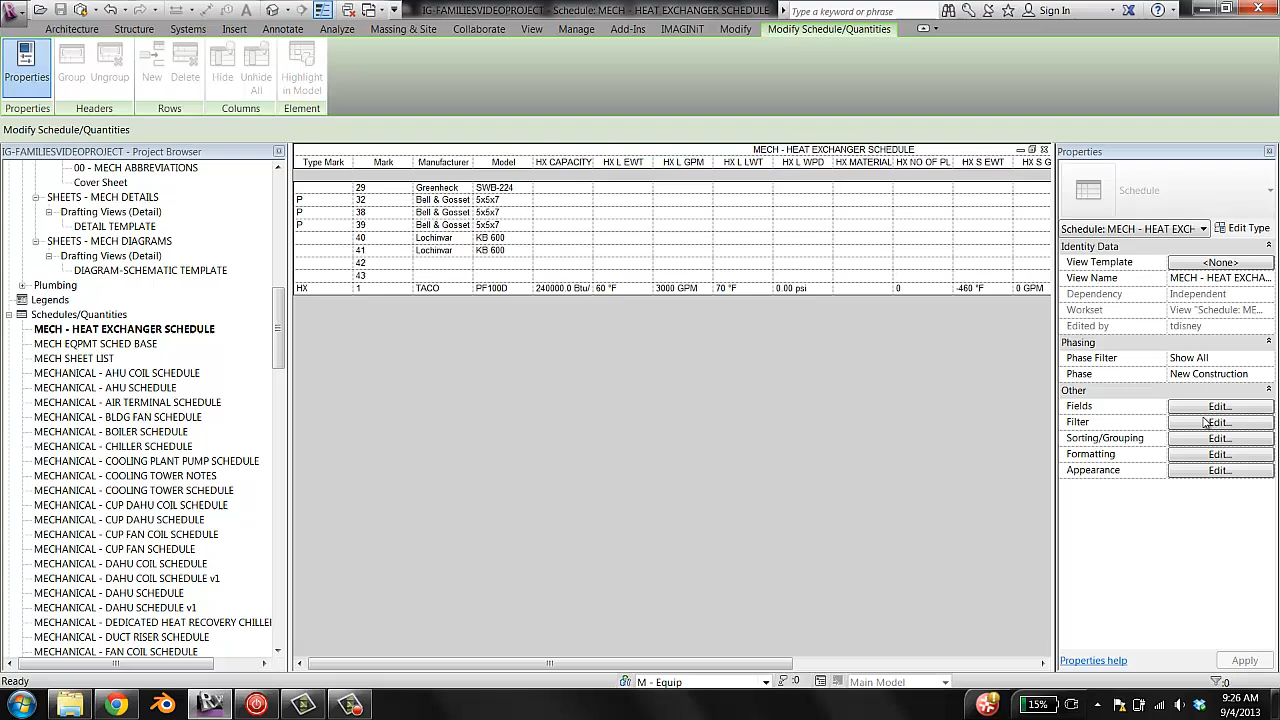 IG-FAMILIESVIDEOPROJECT - Schedule: MECH - HEAT EXCHANGER SCHEDULE
Type a keyword or phrase
Sign In
Architecture Structure Systems Insert Annotate Analyze Massing & Site Collaborate View Manage Add-Ins IMAGINiT Modify Modify Schedule/Quantities
Properties Group Ungroup New Delete Hide Unhide All Highlight in Model
Properties Headers Rows Columns Element
Modify Schedule/Quantities
IG-FAMILIESVIDEOPROJECT - Project Browser
00 - MECH ABBREVIATIONS
Cover Sheet
SHEETS - MECH DETAILS
Drafting Views (Detail)
DETAIL TEMPLATE
SHEETS - MECH DIAGRAMS
Drafting Views (Detail)
DIAGRAM-SCHEMATIC TEMPLATE
Plumbing
Legends
Schedules/Quantities
MECH - HEAT EXCHANGER SCHEDULE
MECH EQPMT SCHED BASE
MECH SHEET LIST
MECHANICAL - AHU COIL SCHEDULE
MECHANICAL - AHU SCHEDULE
MECHANICAL - AIR TERMINAL SCHEDULE
MECHANICAL - BLDG FAN SCHEDULE
MECHANICAL - BOILER SCHEDULE
MECHANICAL - CHILLER SCHEDULE
MECHANICAL - COOLING PLANT PUMP SCHEDULE
MECHANICAL - COOLING TOWER NOTES
MECHANICAL - COOLING TOWER SCHEDULE
MECHANICAL - CUP DAHU COIL SCHEDULE
MECHANICAL - CUP DAHU SCHEDULE
MECHANICAL - CUP FAN COIL SCHEDULE
MECHANICAL - CUP FAN SCHEDULE
MECHANICAL - DAHU COIL SCHEDULE
MECHANICAL - DAHU COIL SCHEDULE v1
MECHANICAL - DAHU SCHEDULE
MECHANICAL - DAHU SCHEDULE v1
MECHANICAL - DEDICATED HEAT RECOVERY CHILLE
MECHANICAL - DUCT RISER SCHEDULE
MECHANICAL - FAN COIL SCHEDULE
MECH - HEAT EXCHANGER SCHEDULE
Type Mark Mark Manufacturer Model HX CAPACITY HX L EWT HX L GPM HX L LWT HX L WPD HX MATERIAL HX NO OF PL HX S EWT HX S G
29 Greenheck SWB-224
P 32 Bell & Gosset 5x5x7
P 38 Bell & Gosset 5x5x7
P 39 Bell & Gosset 5x5x7
40 Lochinvar KB 600
41 Lochinvar KB 600
42
43
HX 1 TACO PF100D 240000.0 Btu/ 60 °F 3000 GPM 70 °F 0.00 psi 0 -460 °F 0 GPM
Properties
Schedule
Schedule: MECH - HEAT EXCH Edit Type
Identity Data
View Template <None>
View Name MECH - HEAT EXCHA...
Dependency Independent
Workset View "Schedule: ME...
Edited by tdisney
Phasing
Phase Filter Show All
Phase New Construction
Other
Fields Edit...
Filter Edit...
Sorting/Grouping Edit...
Formatting Edit...
Appearance Edit...
Properties help Apply
Ready
M - Equip
:0
Main Model
:0
15%
9:26 AM
9/4/2013